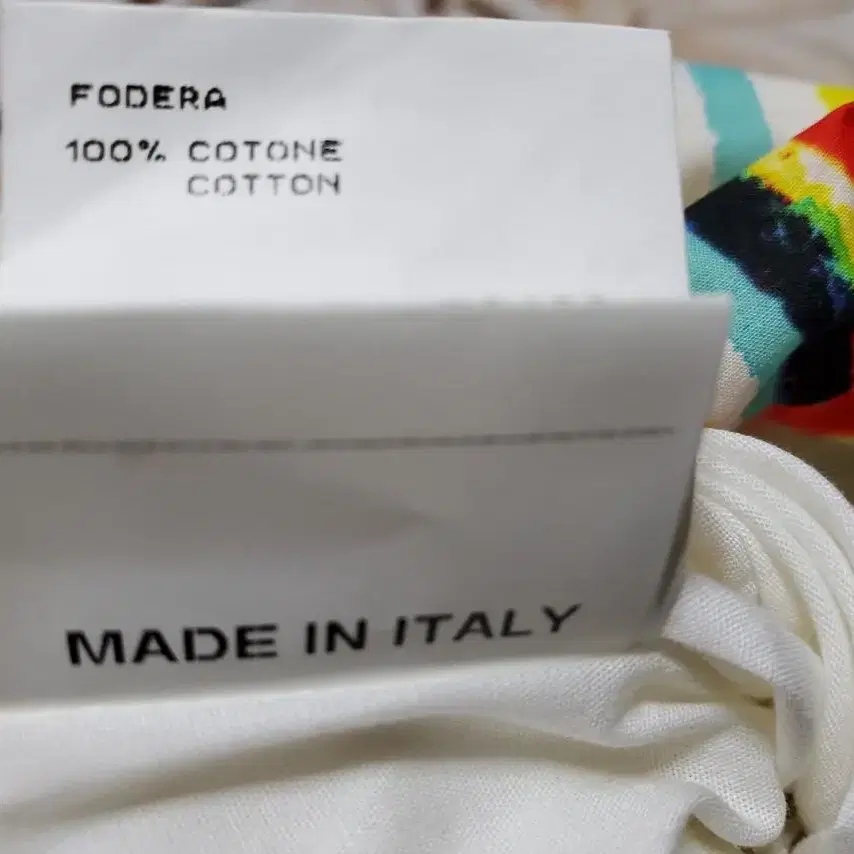 FODERA
100% COTONE
COTTON
MADE IN ITALY